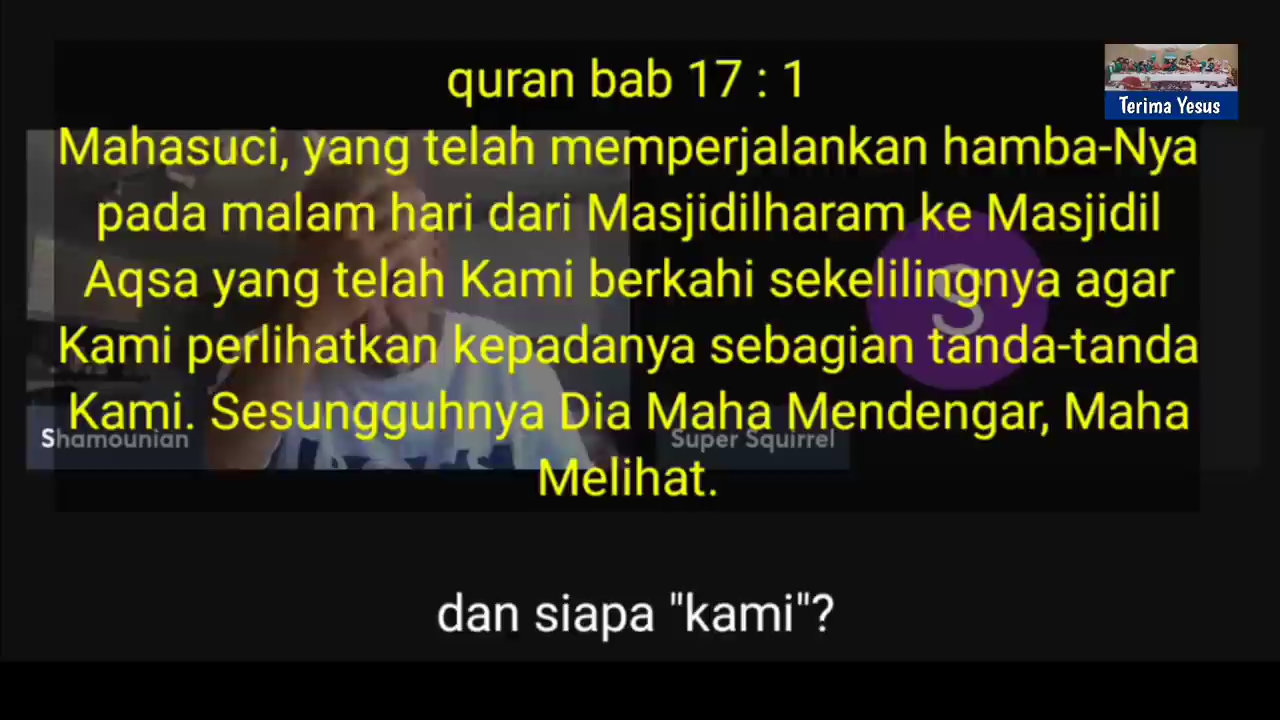 quran bab 17 : 1
Terima Yesus
Mahasuci, yang telah memperjalankan hamba-Nya
pada malam hari dari Masjidilharam ke Masjidil
Aqsa yang telah Kami berkahi sekelilingnya agar
Kami perlihatkan kepadanya sebagian tanda-tanda
Kami. Sesungguhnya Dia Maha Mendengar, Maha
Melihat.
S
Shamounian
Super Squirrel
dan siapa "kami"?